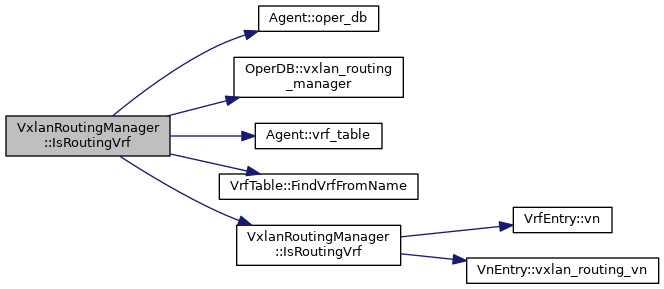 Agent::oper_db
OperDB::vxlan_routing
_manager
VxlanRoutingManager
::IsRoutingVrf
Agent::vrf_table
VrfTable::FindVrfFromName
VxlanRoutingManager
::IsRoutingVrf
VrfEntry::vn
VnEntry::vxlan_routing_vn